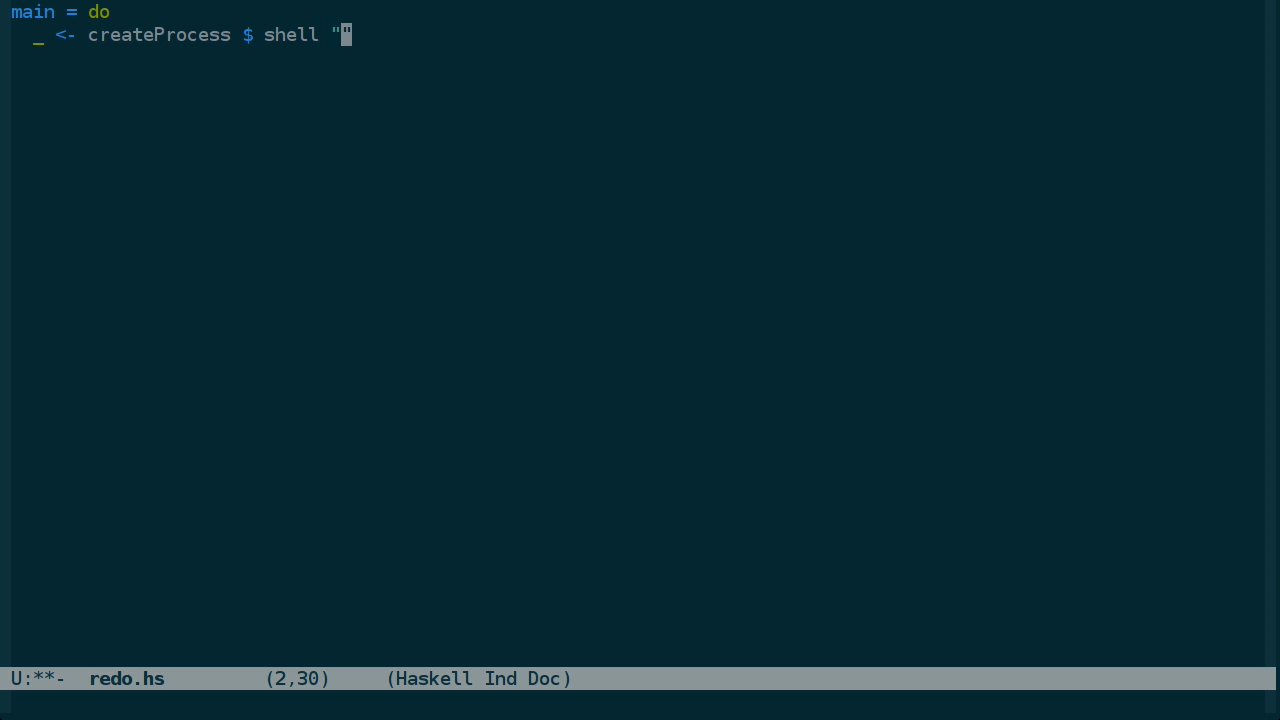 main = do
  _ <- createProcess $ shell ""
U:**-  redo.hs         (2,30)     (Haskell Ind Doc)